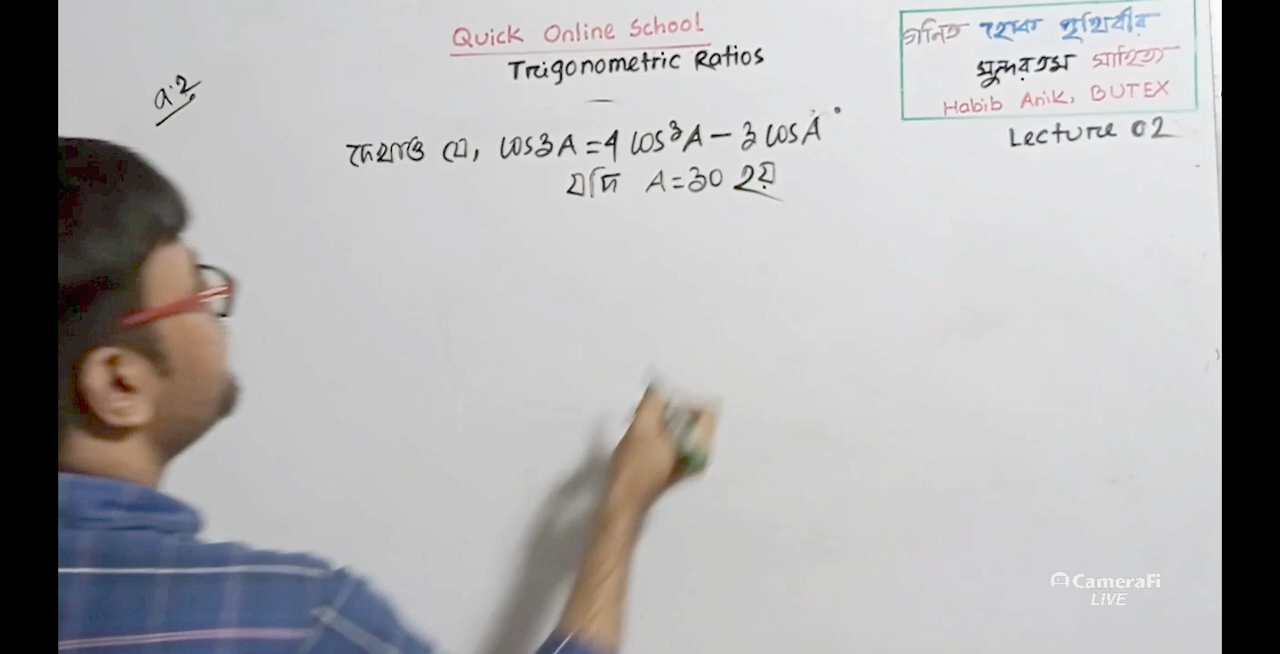 Quick Online School
Trigonometric Ratios
গনিত হোক পৃথিবীর
সুন্দরতম সাহিত্য
Habib Anik, BUTEX
Lecture 02
a.2
দেখাও যে, cos3A = 4 cos³A - 3 cosA
যদি A = 30 হয়
CameraFi
LIVE